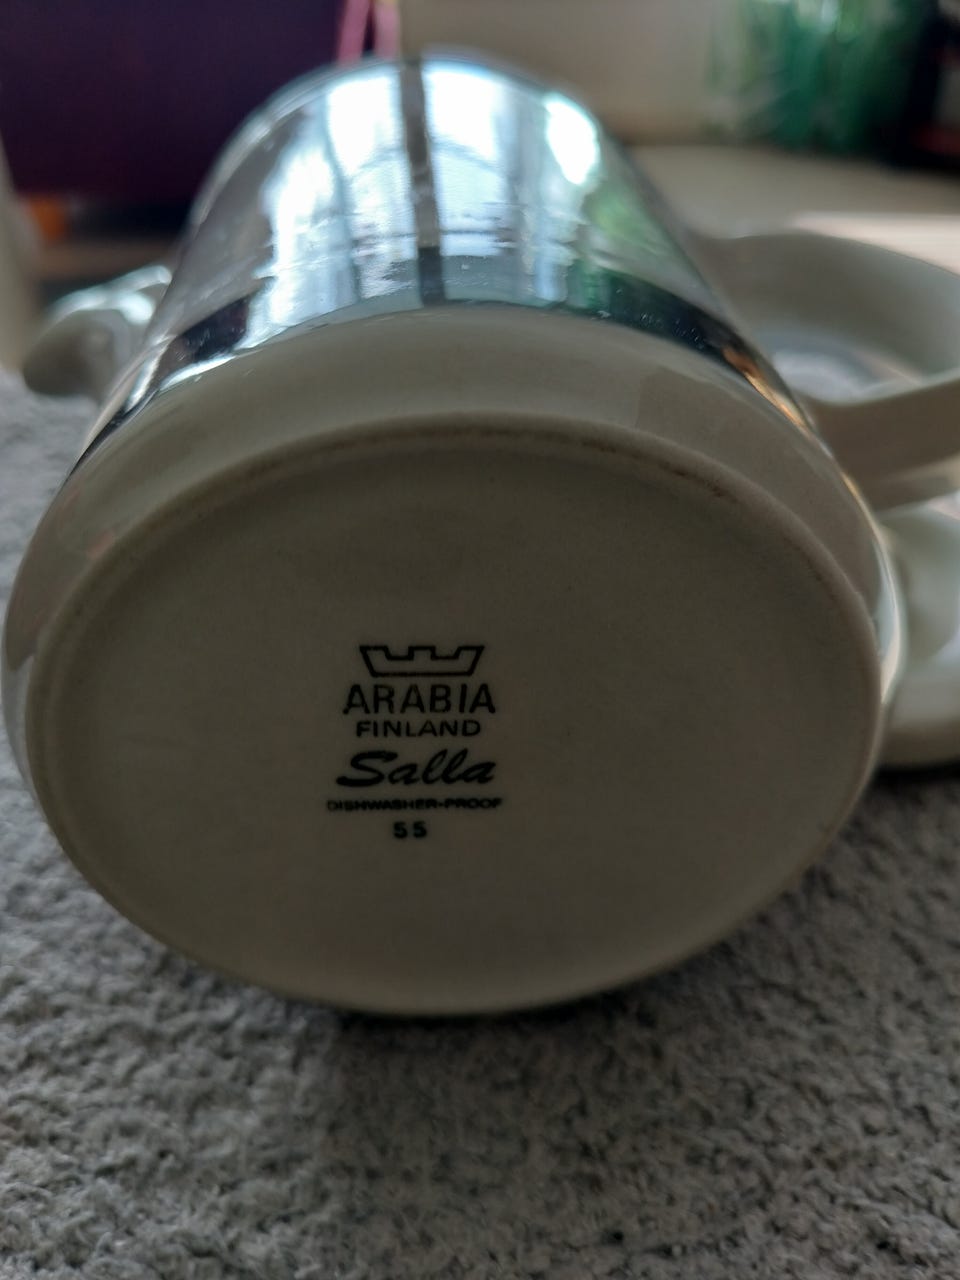 ARABIA
FINLAND
Salla
DISHWASHER-PROOF
55